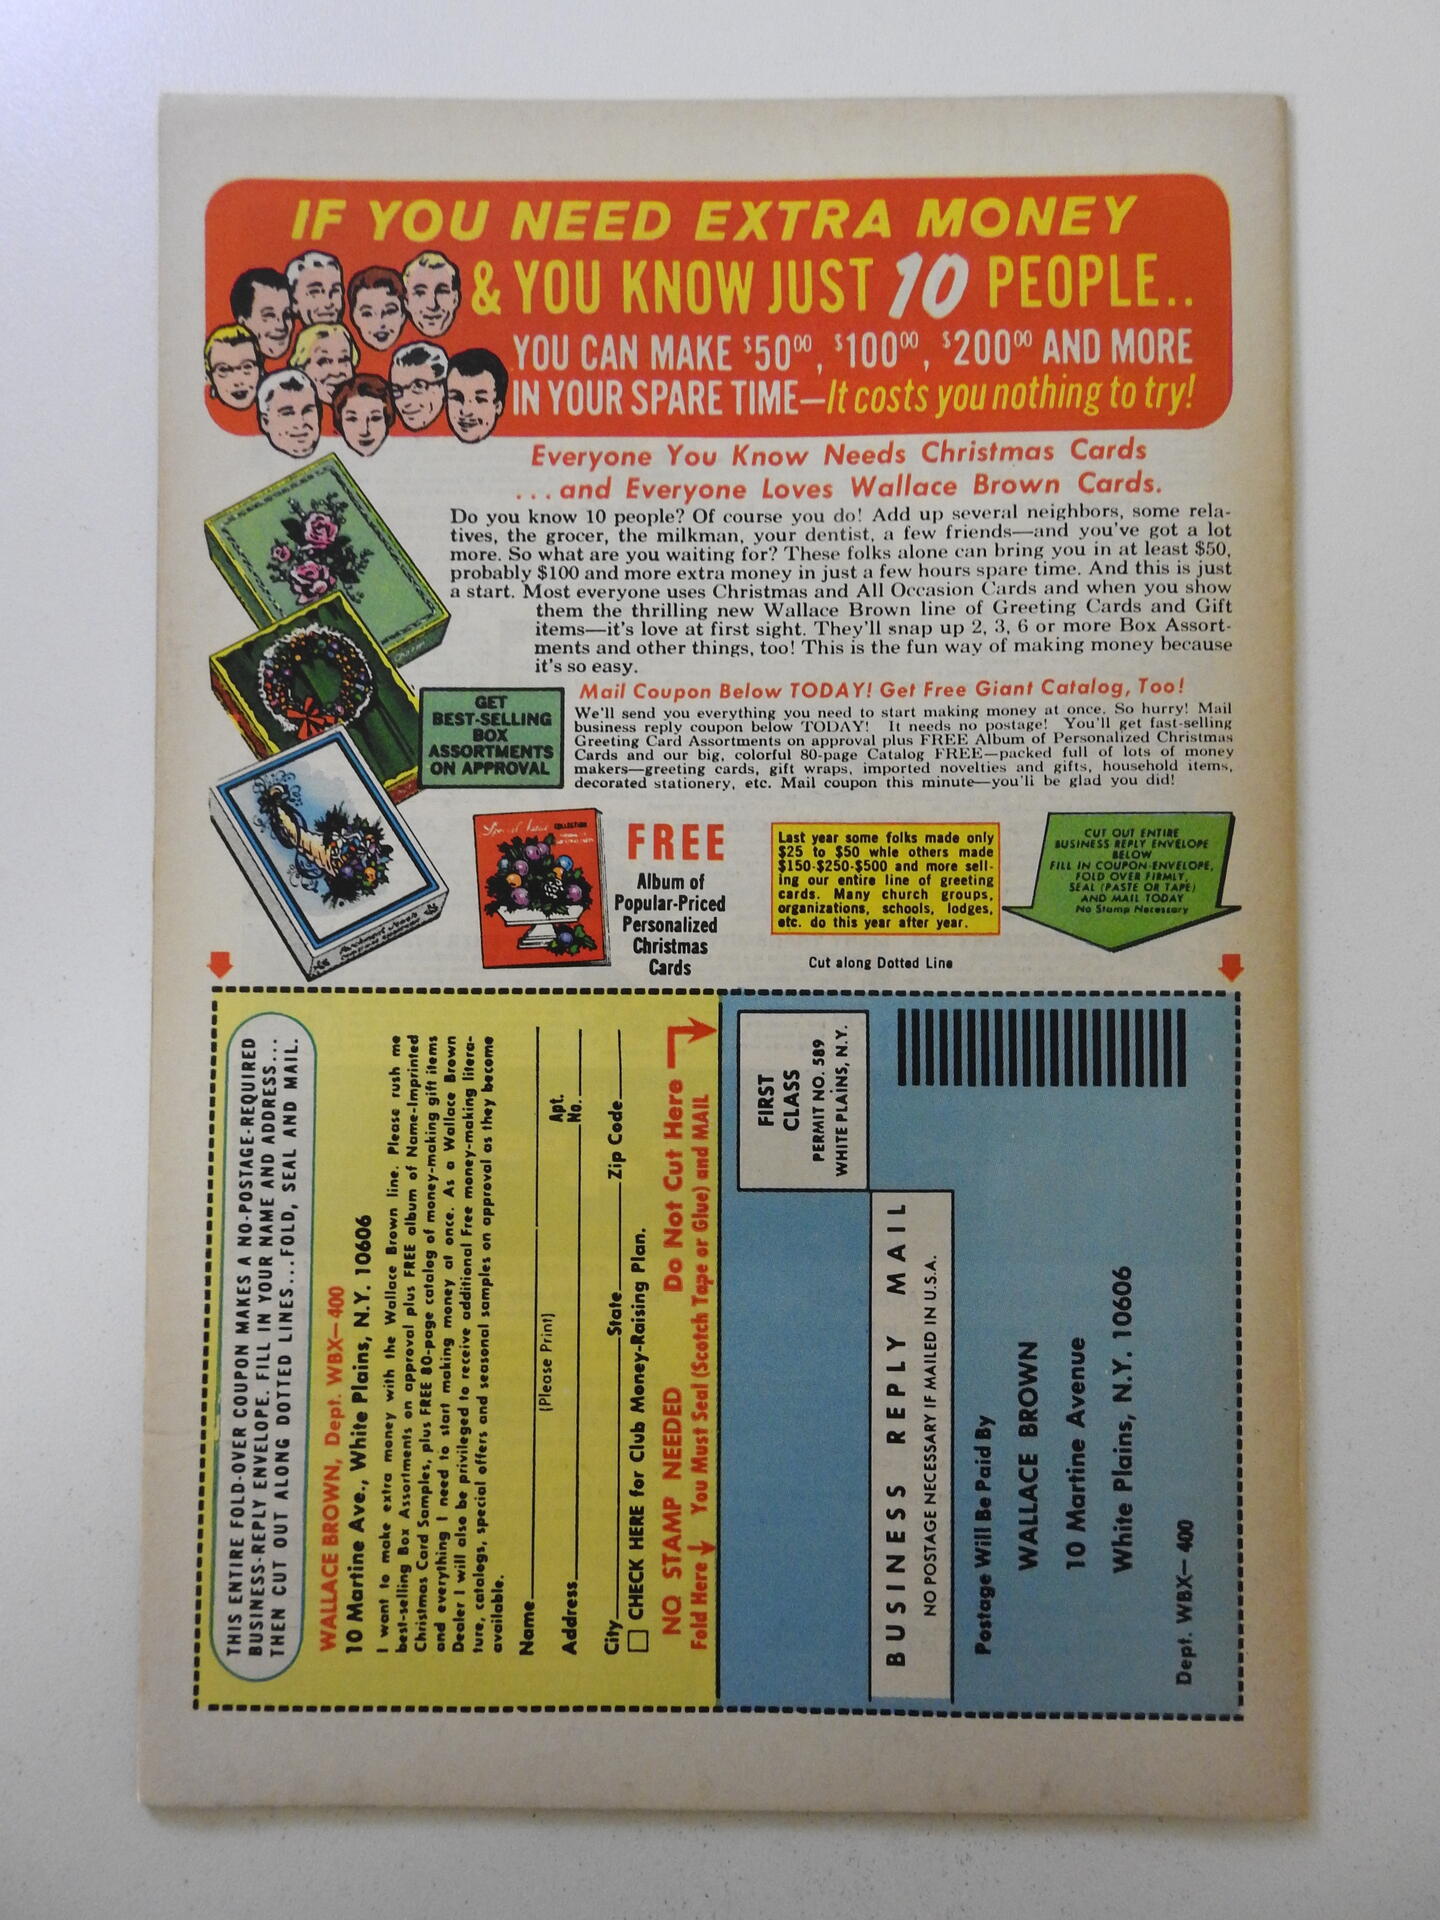 IF YOU NEED EXTRA MONEY
& YOU KNOW JUST 10 PEOPLE..
YOU CAN MAKE $50.00, $100.00, $200.00 AND MORE
IN YOUR SPARE TIME—It costs you nothing to try!
Everyone You Know Needs Christmas Cards
...and Everyone Loves Wallace Brown Cards.
Do you know 10 people? Of course you do! Add up several neighbors, some rela-
tives, the grocer, the milkman, your dentist, a few friends—and you've got a lot
more. So what are you waiting for? These folks alone can bring you in at least $50,
probably $100 and more extra money in just a few hours spare time. And this is just
a start. Most everyone uses Christmas and All Occasion Cards and when you show
them the thrilling new Wallace Brown line of Greeting Cards and Gift
items—it's love at first sight. They'll snap up 2, 3, 6 or more Box Assort-
ments and other things, too! This is the fun way of making money because
it's so easy.
GET
BEST-SELLING
BOX
ASSORTMENTS
ON APPROVAL
Mail Coupon Below TODAY! Get Free Giant Catalog, Too!
We'll send you everything you need to start making money at once. So hurry! Mail
business reply coupon below TODAY! It needs no postage! You'll get fast-selling
Greeting Card Assortments on approval plus FREE Album of Personalized Christmas
Cards and our big, colorful 80-page Catalog FREE—packed full of lots of money
makers—greeting cards, gift wraps, imported novelties and gifts, household items,
decorated stationery, etc. Mail coupon this minute—you'll be glad you did!
COLLECTION
FREE
Album of
Popular-Priced
Personalized
Christmas
Cards
Last year some folks made only
$25 to $50 whle others made
$150-$250-$500 and more sell-
ing our entire line of greeting
cards. Many church groups,
organizations, schools, lodges,
etc. do this year after year.
Cut along Dotted Line
CUT OUT ENTIRE
BUSINESS REPLY ENVELOPE
BELOW
FILL IN COUPON-ENVELOPE,
FOLD OVER FIRMLY,
SEAL (PASTE OR TAPE)
AND MAIL TODAY
No Stamp Necessary
THIS ENTIRE FOLD-OVER COUPON MAKES A NO-POSTAGE-REQUIRED
BUSINESS-REPLY ENVELOPE. FILL IN YOUR NAME AND ADDRESS...
THEN CUT OUT ALONG DOTTED LINES...FOLD, SEAL AND MAIL.
WALLACE BROWN, Dept. WBX—400
10 Martine Ave., White Plains, N.Y. 10606
I want to make extra money with the Wallace Brown line. Please rush me
best-selling Box Assortments on approval plus FREE album of Name-Imprinted
Christmas Card Samples, plus FREE 80-page catalog of money-making gift items
and everything I need to start making money at once. As a Wallace Brown
Dealer I will also be privileged to receive additional Free money-making litera-
ture, catalogs, special offers and seasonal samples on approval as they become
available.
Name
(Please Print)
Address
Apt.
No.
City State Zip Code
CHECK HERE for Club Money-Raising Plan.
NO STAMP NEEDED Do Not Cut Here
Fold Here You Must Seal (Scotch Tape or Glue) and MAIL
FIRST
CLASS
PERMIT NO. 589
WHITE PLAINS, N.Y.
BUSINESS REPLY MAIL
NO POSTAGE NECESSARY IF MAILED IN U.S.A.
Postage Will Be Paid By
WALLACE BROWN
10 Martine Avenue
White Plains, N.Y. 10606
Dept. WBX—400